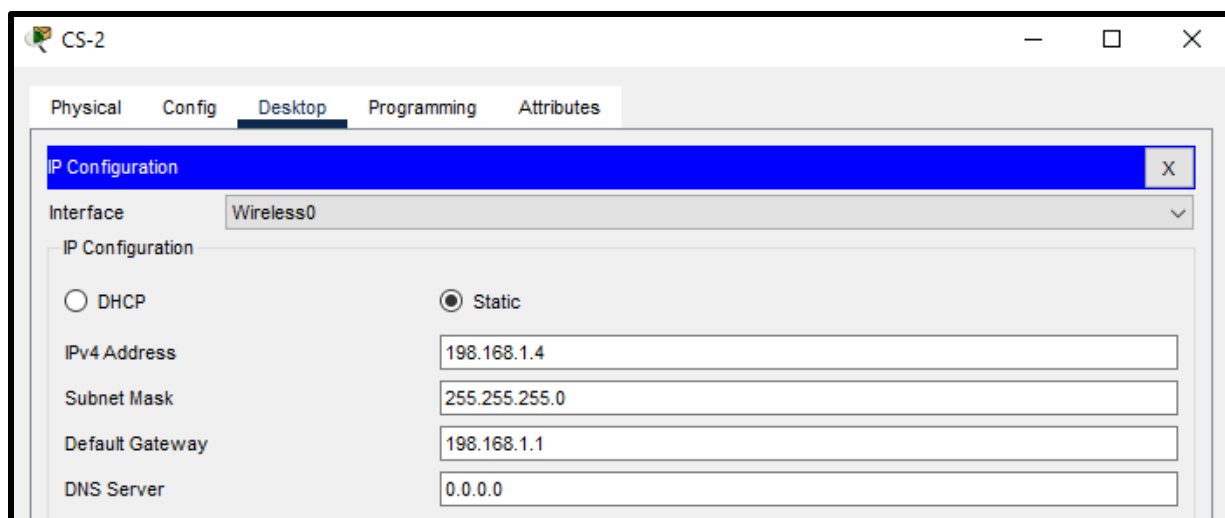 CS-2
Physical Config Desktop Programming Attributes
IP Configuration X
Interface Wireless0
IP Configuration
DHCP Static
IPv4 Address 198.168.1.4
Subnet Mask 255.255.255.0
Default Gateway 198.168.1.1
DNS Server 0.0.0.0